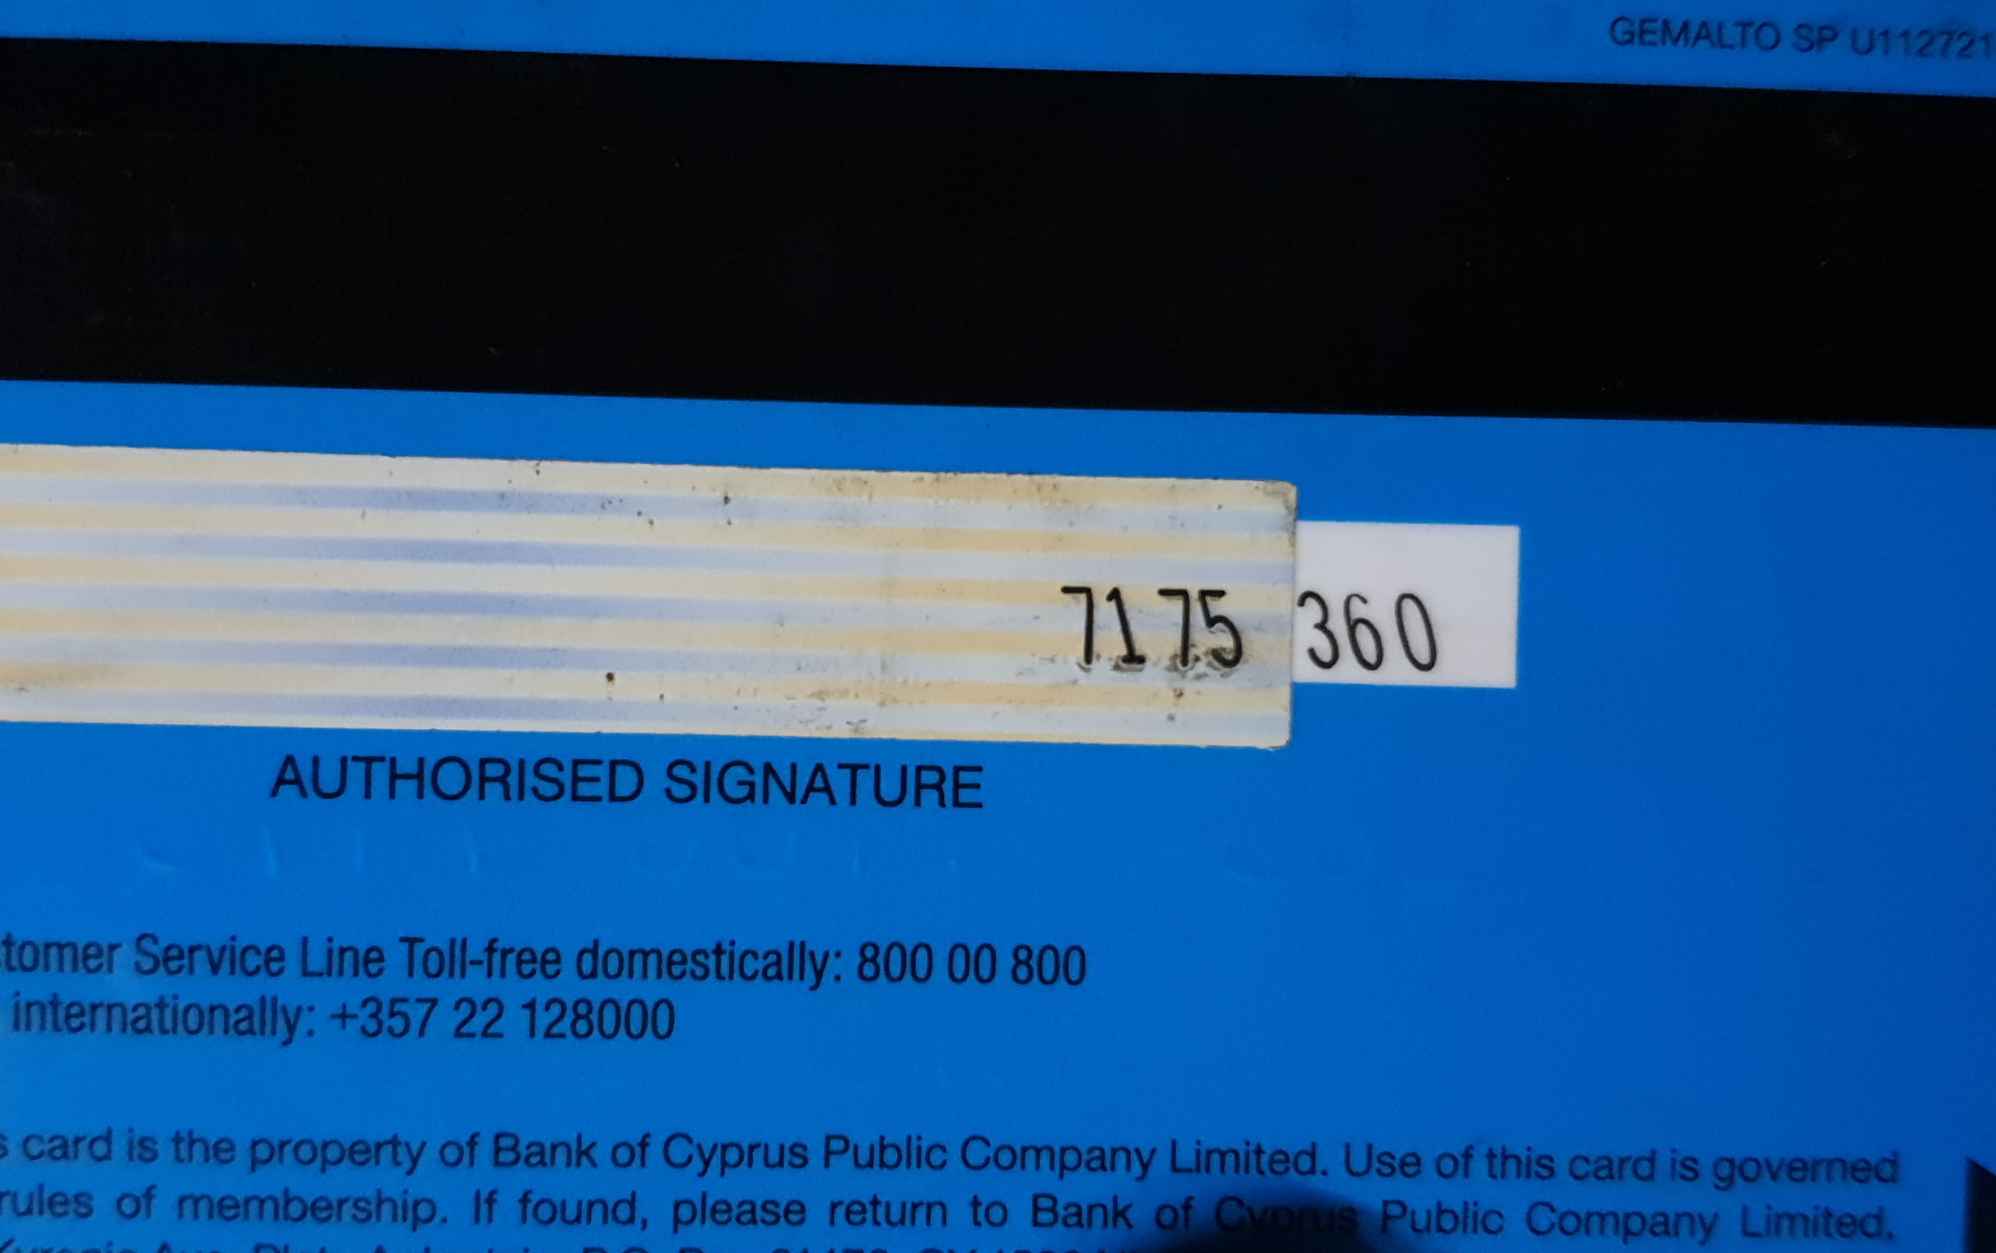 GEMALTO SP U112721
7175 360
AUTHORISED SIGNATURE
tomer Service Line Toll-free domestically: 800 00 800
internationally: +357 22 128000
s card is the property of Bank of Cyprus Public Company Limited. Use of this card is governed
rules of membership. If found, please return to Bank of Cyprus Public Company Limited,